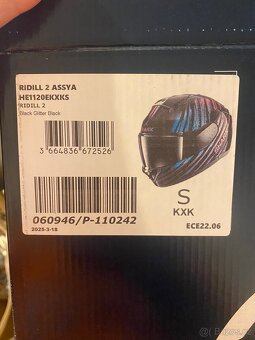 RIDILL 2 ASSYA
HE1120EKXKS
RIDILL 2
Black Glitter Black
3 664836 672526
S
KXK
060946/P-110242
2025-3-18
ECE22.06